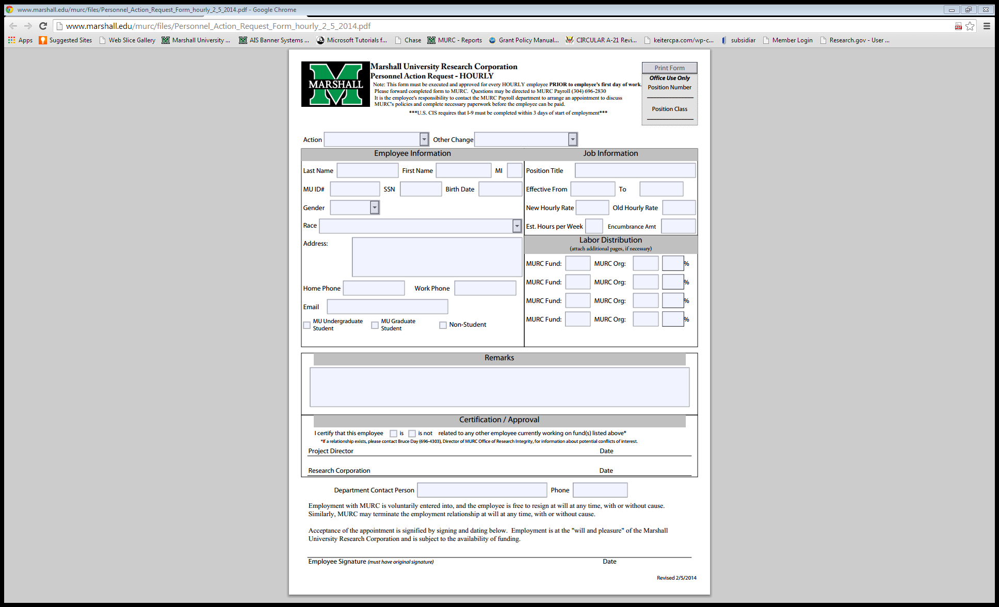 www.marshall.edu/murc/files/Personnel_Action_Request_Form_hourly_2_5_2014.pdf - Google Chrome
www.marshall.edu/murc/files/Personnel_Action_Request_Form_hourly_2_5_2014.pdf
Apps Suggested Sites Web Slice Gallery Marshall University ... AIS Banner Systems ... Microsoft Tutorials f... Chase MURC - Reports Grant Policy Manual... CIRCULAR A-21 Revi... keitercpa.com/wp-c... subsidiar Member Login Research.gov - User ...
MARSHALL
Marshall University Research Corporation
Personnel Action Request - HOURLY
Note: This form must be executed and approved for every HOURLY employee PRIOR to employee's first day of work.
Please forward completed form to MURC. Questions may be directed to MURC Payroll (304) 696-2830
It is the employee's responsibility to contact the MURC Payroll department to arrange an appointment to discuss
MURC's policies and complete necessary paperwork before the employee can be paid.
***U.S. CIS requires that I-9 must be completed within 3 days of start of employment***
Print Form
Office Use Only
Position Number
Position Class
Action Other Change
Employee Information
Last Name First Name MI
MU ID# SSN Birth Date
Gender
Race
Address:
Home Phone Work Phone
Email
MU Undergraduate Student
MU Graduate Student
Non-Student
Job Information
Position Title
Effective From To
New Hourly Rate Old Hourly Rate
Est. Hours per Week Encumbrance Amt
Labor Distribution
(attach additional pages, if necessary)
MURC Fund: MURC Org: %
MURC Fund: MURC Org: %
MURC Fund: MURC Org: %
MURC Fund: MURC Org: %
Remarks
Certification / Approval
I certify that this employee is is not related to any other employee currently working on fund(s) listed above*
*If a relationship exists, please contact Bruce Day (696-4303), Director of MURC Office of Research Integrity, for information about potential conflicts of interest.
Project Director Date
Research Corporation Date
Department Contact Person Phone
Employment with MURC is voluntarily entered into, and the employee is free to resign at will at any time, with or without cause.
Similarly, MURC may terminate the employment relationship at will at any time, with or without cause.
Acceptance of the appointment is signified by signing and dating below. Employment is at the "will and pleasure" of the Marshall
University Research Corporation and is subject to the availability of funding.
Employee Signature (must have original signature) Date
Revised 2/5/2014